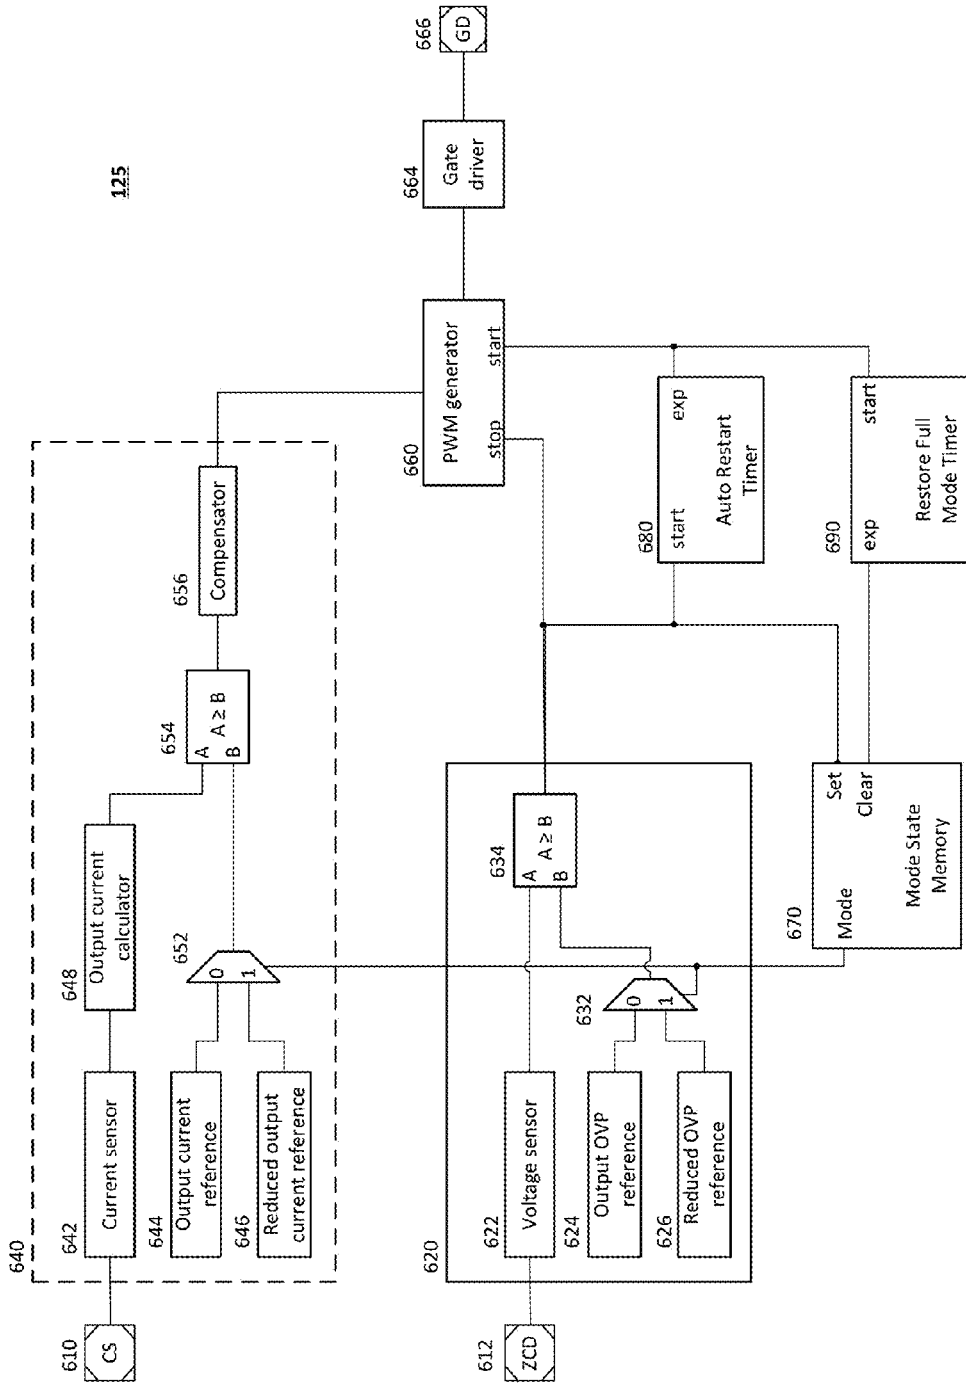 125
640
610
CS
642
Current sensor
648
Output current
calculator
644
Output current
reference
646
Reduced output
current reference
652
0
1
654
A
B
A ≥ B
656
Compensator
660
PWM generator
stop
start
664
Gate
driver
666
GD
620
612
ZCD
622
Voltage sensor
624
Output OVP
reference
626
Reduced OVP
reference
632
0
1
634
A
B
A ≥ B
670
Mode
Set
Clear
Mode State
Memory
680
start
exp
Auto Restart
Timer
690
exp
start
Restore Full
Mode Timer